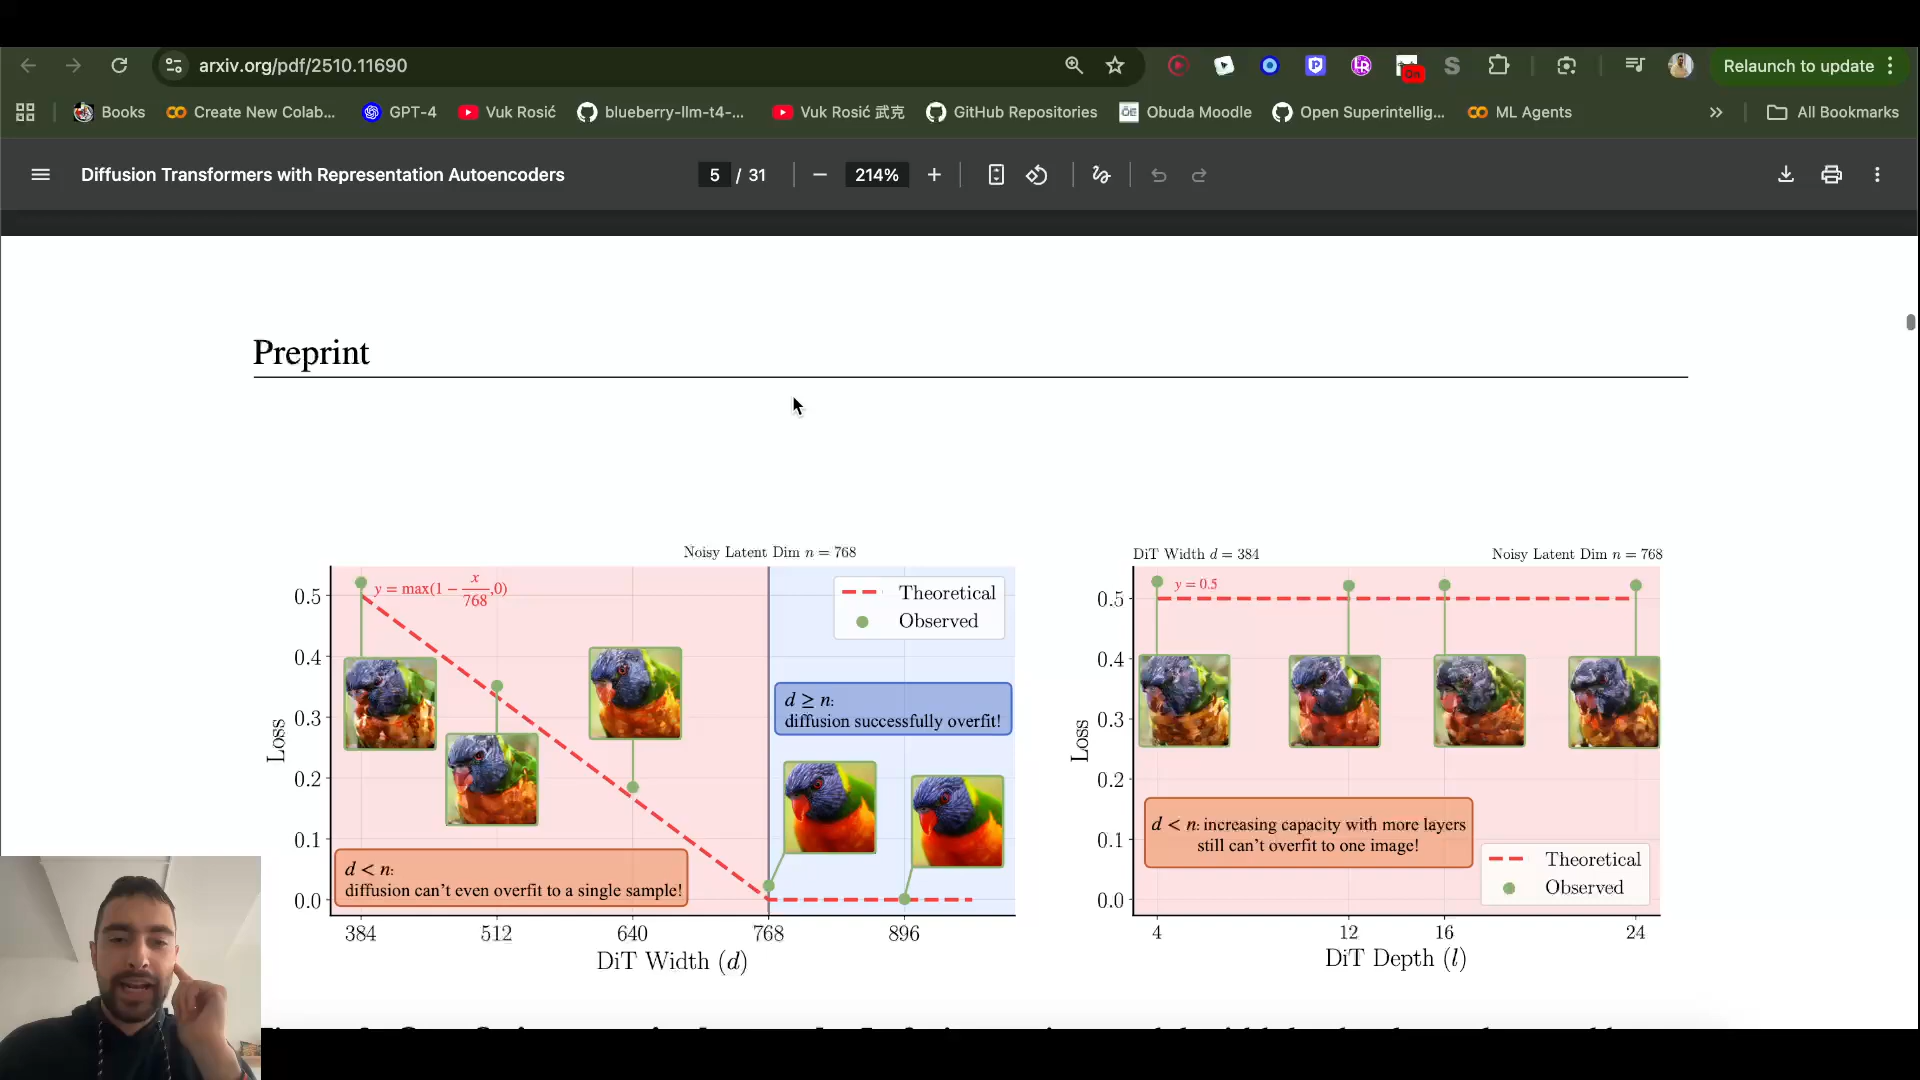 arxiv.org/pdf/2510.11690
On
Relaunch to update
Books
Create New Colab...
GPT-4
Vuk Rosić
blueberry-llm-t4-...
Vuk Rosić 武克
GitHub Repositories
Obuda Moodle
Open Superintellig...
ML Agents
All Bookmarks
Diffusion Transformers with Representation Autoencoders
5 / 31
214%
Preprint
Noisy Latent Dim n = 768
y = max(1 − x/768,0)
Theoretical
Observed
d ≥ n:
diffusion successfully overfit!
d < n:
diffusion can't even overfit to a single sample!
Loss
0.5
0.4
0.3
0.2
0.1
0.0
384 512 640 768 896
DiT Width (d)
DiT Width d = 384
Noisy Latent Dim n = 768
y = 0.5
d < n: increasing capacity with more layers
still can't overfit to one image!
Theoretical
Observed
Loss
0.5
0.4
0.3
0.2
0.1
0.0
4 12 16 24
DiT Depth (l)